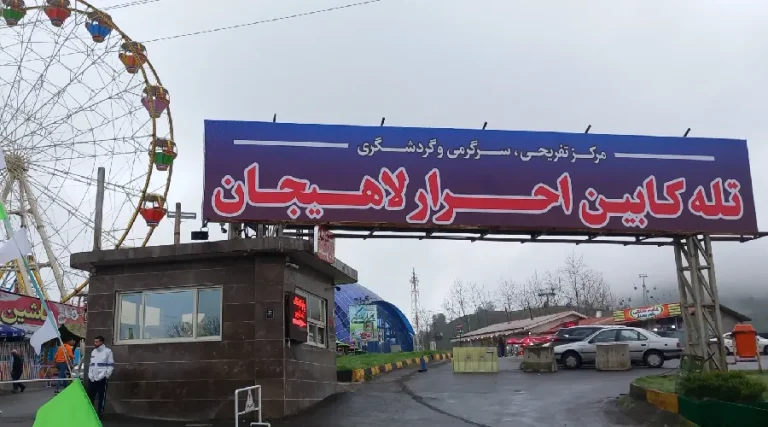 مرکز تفریحی، سرگرمی و گردشگری
تله کابین احرار لاهیجان